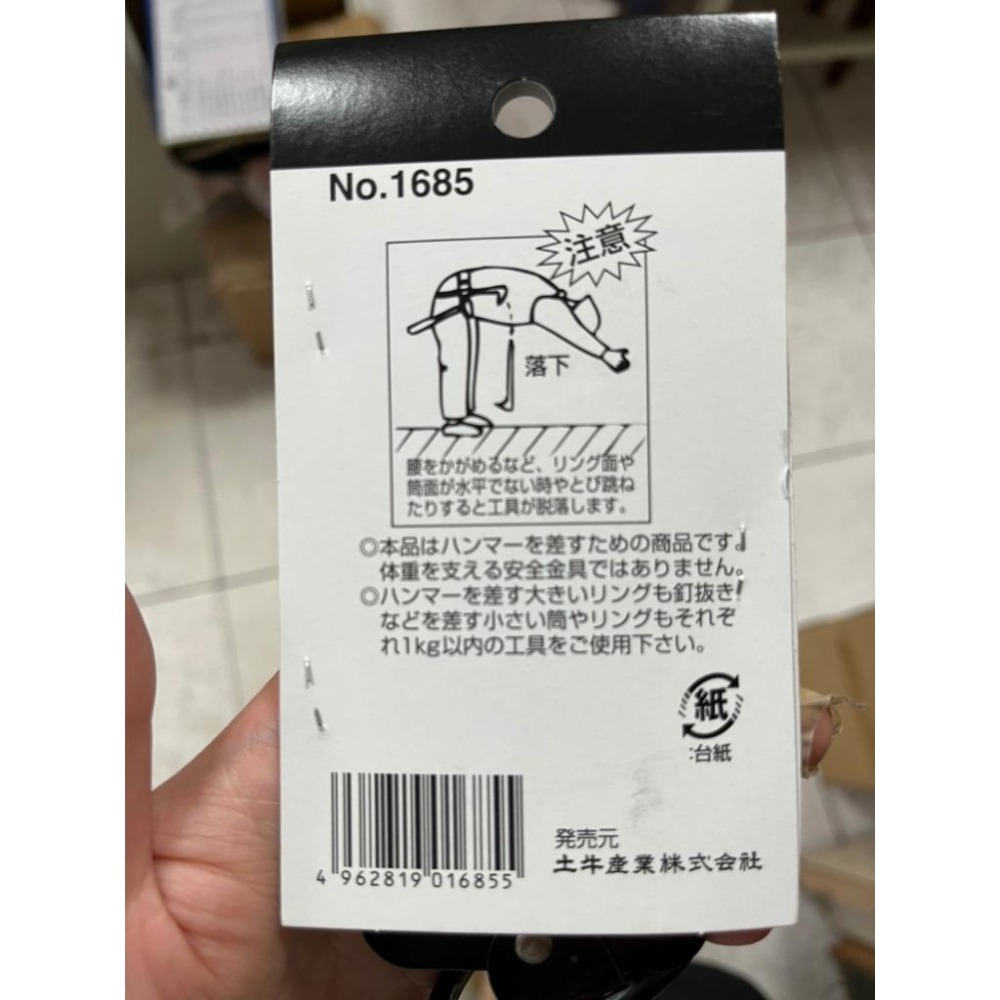 No.1685
注意
落下
腰をかがめるなど、リング面や
筒面が水平でない時やとび跳ね
たりすると工具が脱落します。
◎本品はハンマーを差すための商品です。
体重を支える安全金具ではありません。
◎ハンマーを差す大きいリングも釘抜き
などを差す小さい筒やリングもそれぞ
れ1kg以内の工具をご使用下さい。
紙
:台紙
発売元
土牛産業株式会社
4 962819 016855